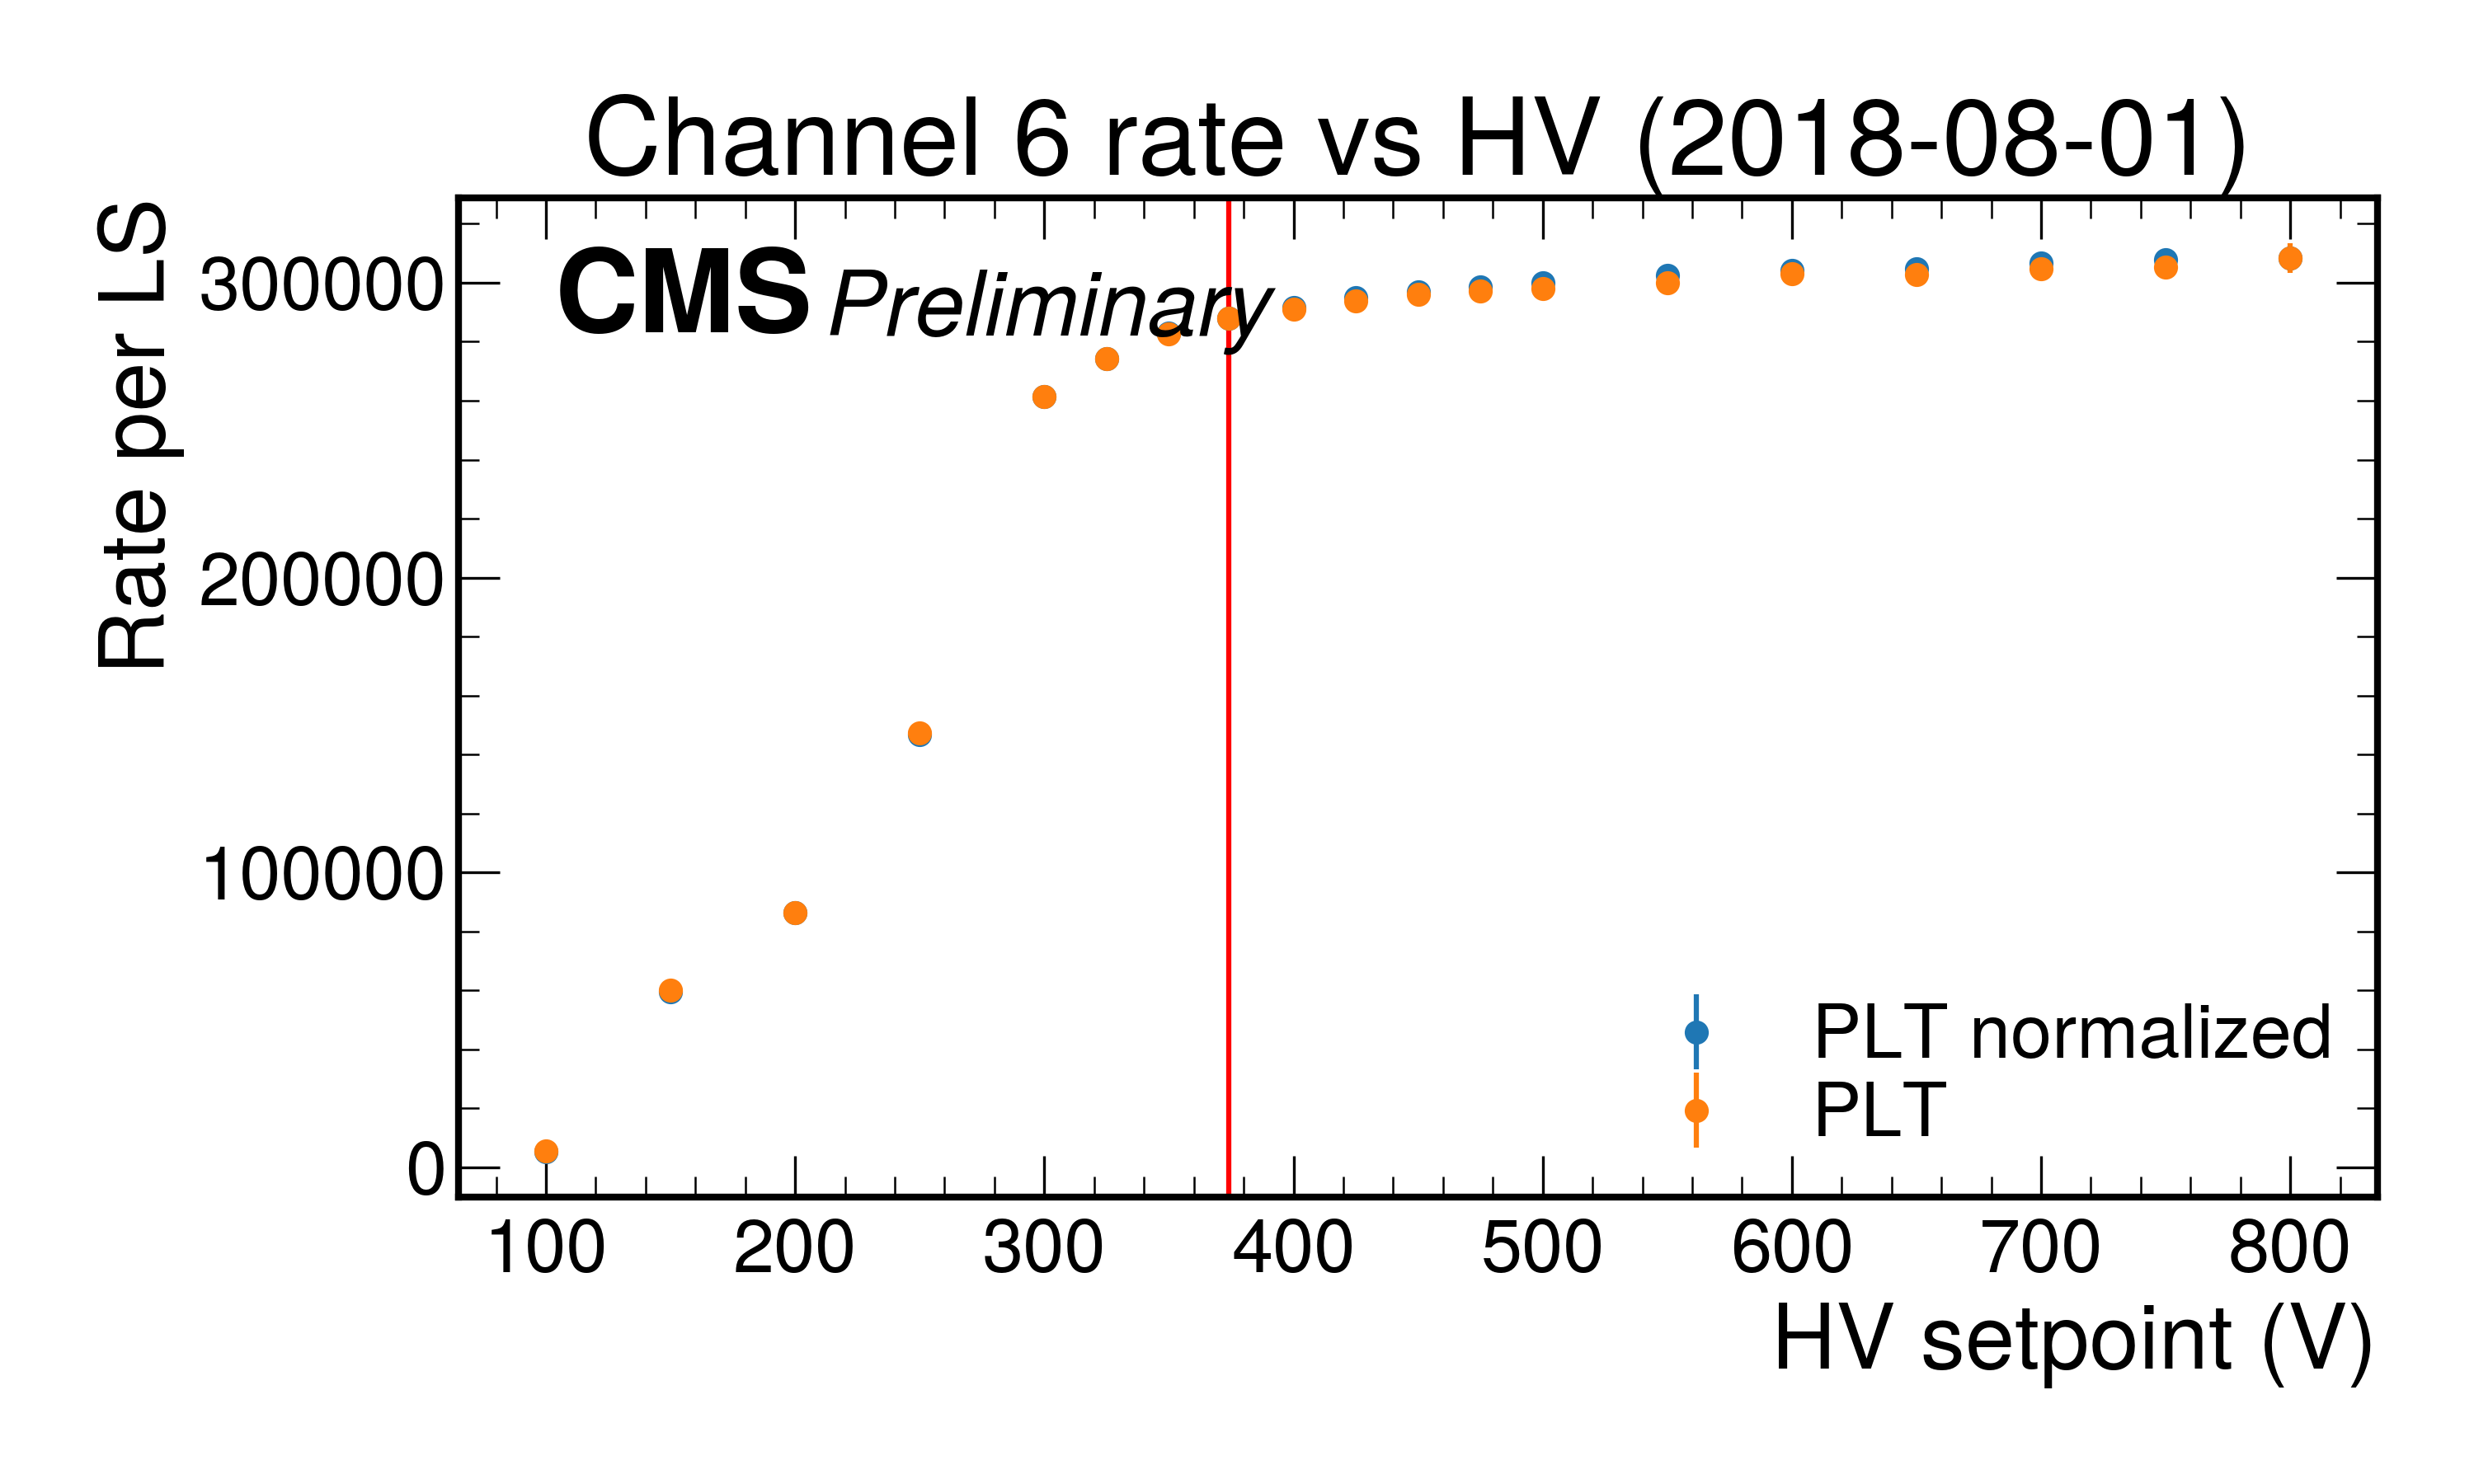 Channel 6 rate vs HV (2018-08-01)
CMS Preliminary
Rate per LS
300000
200000
100000
0
100 200 300 400 500 600 700 800
HV setpoint (V)
PLT normalized
PLT